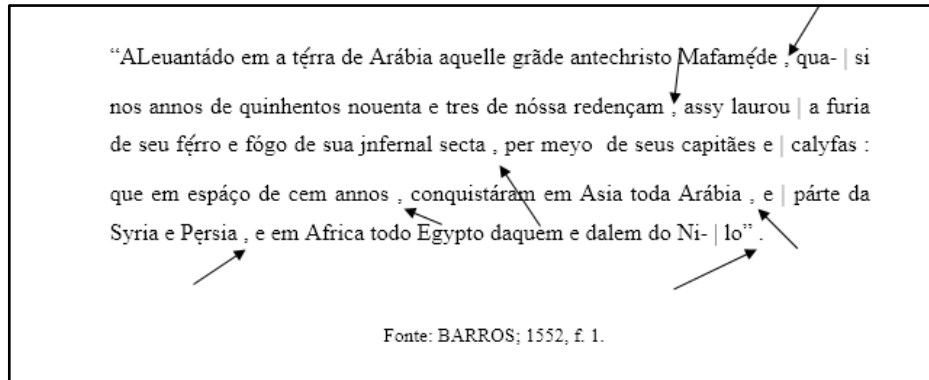 “ALeuantádo em a tẹ́rra de Arábia aquelle grãde antechristo Mafamẹ́de , qua- | si
nos annos de quinhentos nouenta e tres de nóssa redençam , assy laurou | a furia
de seu fẹ́rro e fógo de sua jnfernal secta , per meyo de seus capitães e | calyfas :
que em espáço de cem annos , conquistáram em Asia toda Arábia , e | párte da
Syria e Pẹrsia , e em Africa todo Egypto daquem e dalem do Ni- | lo” .
Fonte: BARROS; 1552, f. 1.